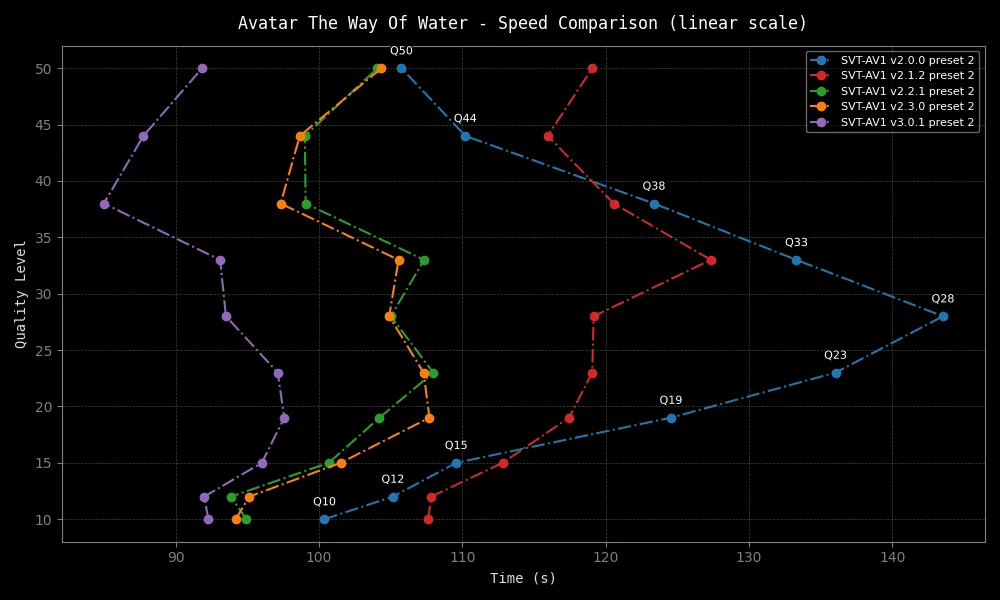 Avatar The Way Of Water - Speed Comparison (linear scale)
SVT-AV1 v2.0.0 preset 2
SVT-AV1 v2.1.2 preset 2
SVT-AV1 v2.2.1 preset 2
SVT-AV1 v2.3.0 preset 2
SVT-AV1 v3.0.1 preset 2
Q50
Q44
Q38
Q33
Q28
Q23
Q19
Q15
Q12
Q10
Quality Level
50
45
40
35
30
25
20
15
10
90 100 110 120 130 140
Time (s)